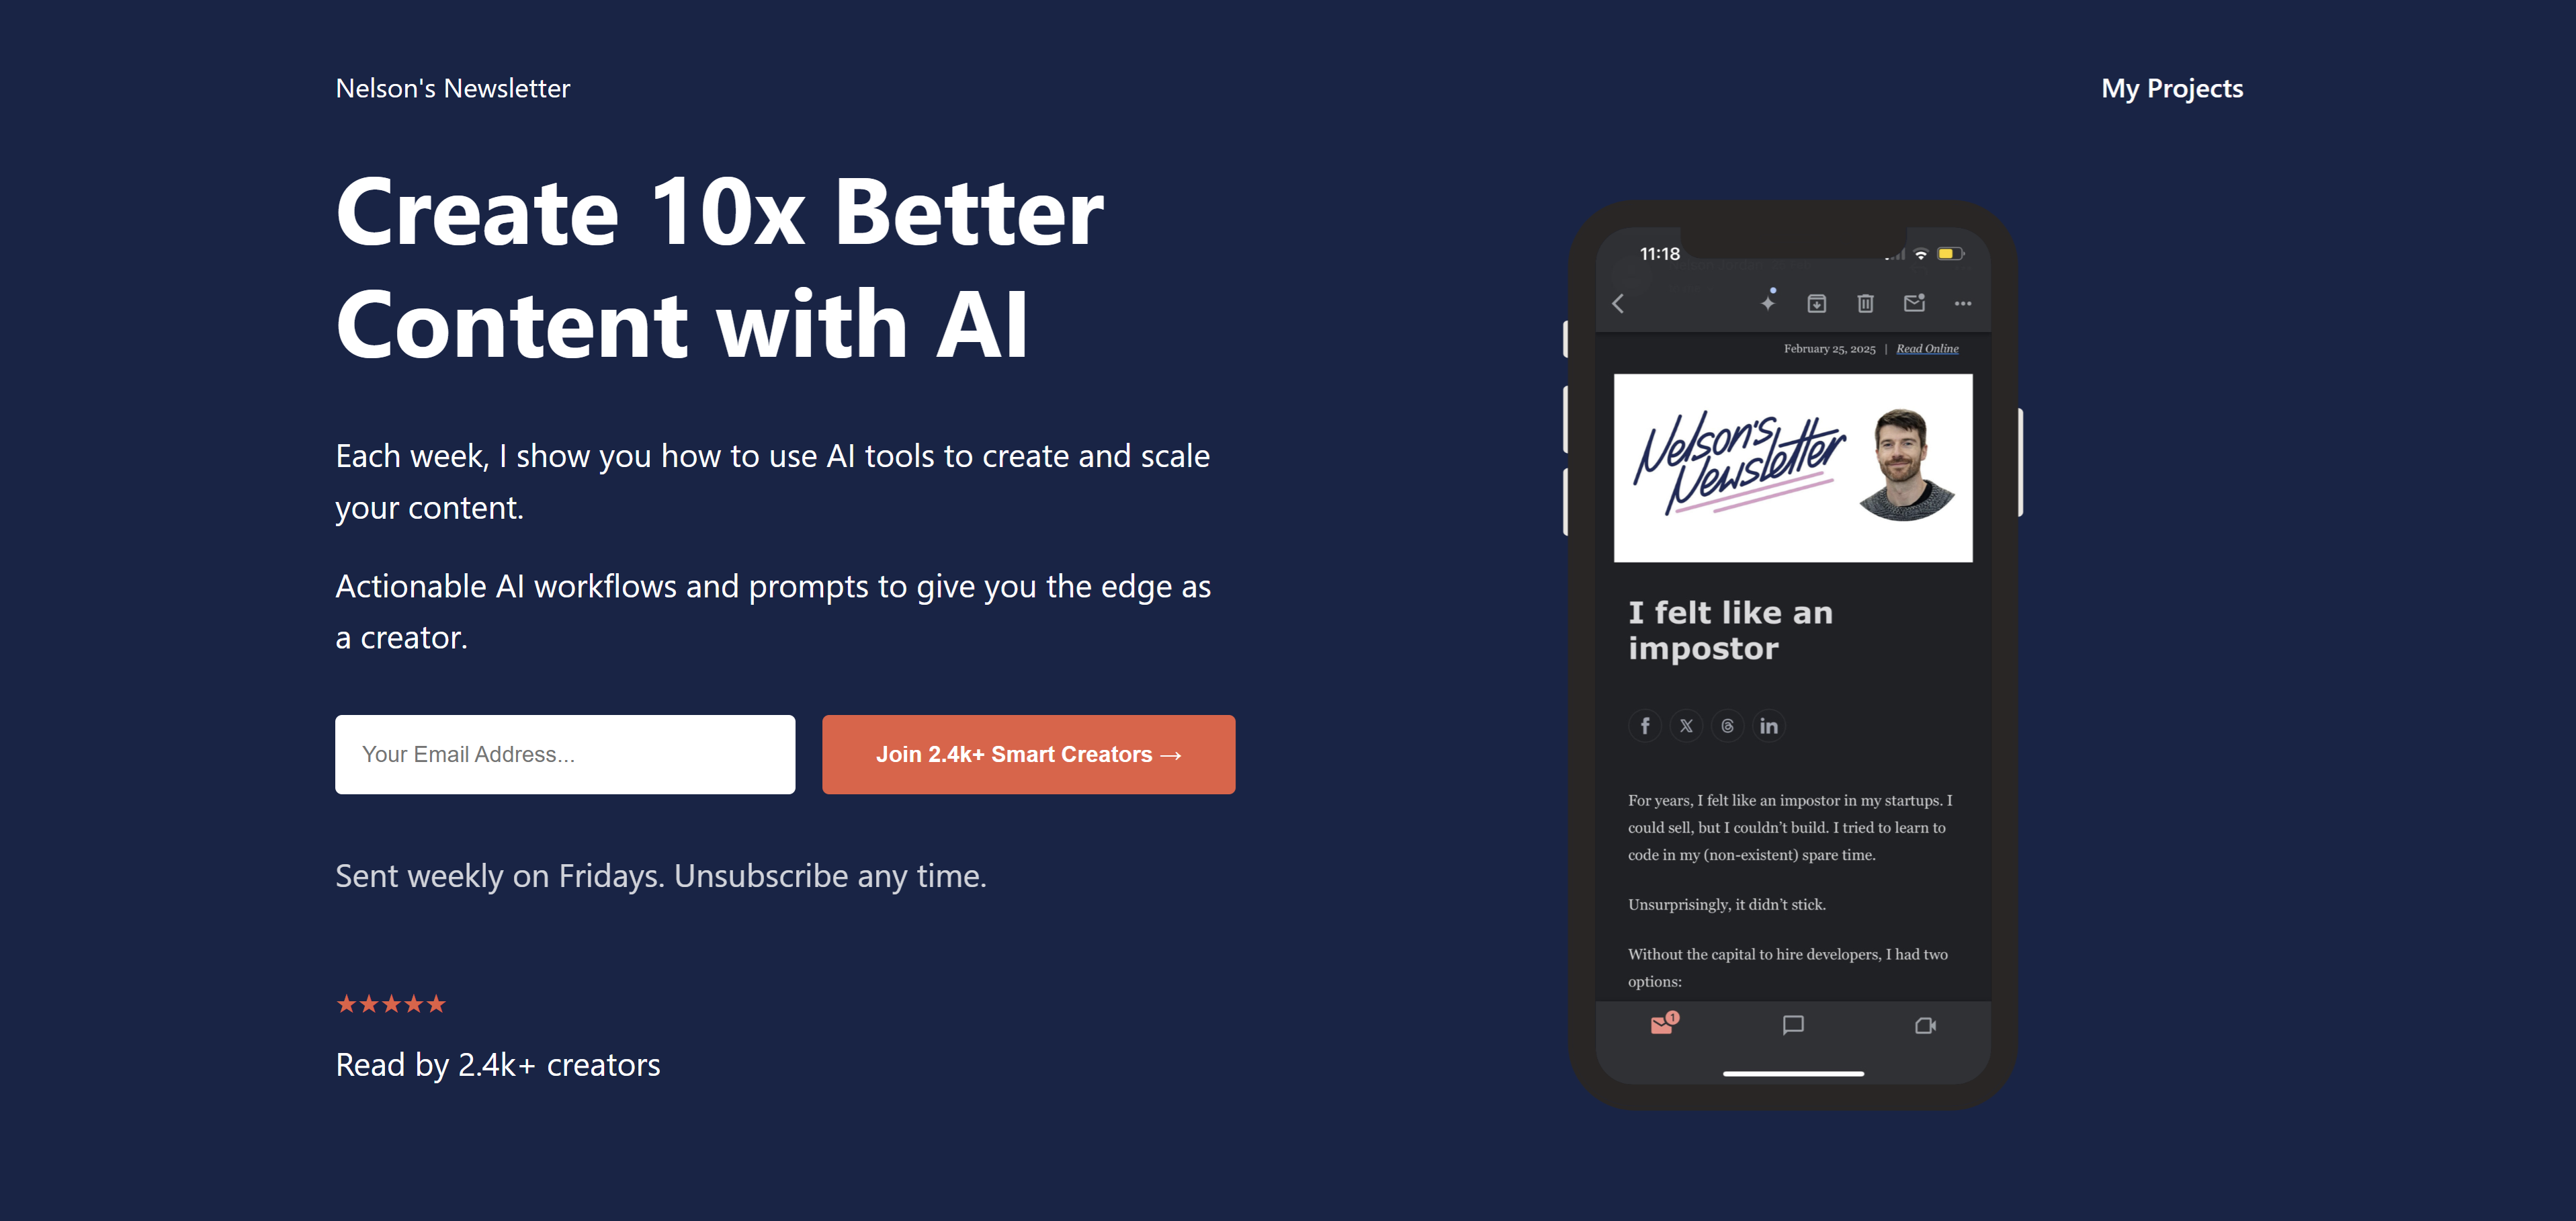 Nelson's Newsletter
My Projects
Create 10x Better
Content with AI
Each week, I show you how to use AI tools to create and scale
your content.
Actionable AI workflows and prompts to give you the edge as
a creator.
Your Email Address...
Join 2.4k+ Smart Creators →
Sent weekly on Fridays. Unsubscribe any time.
★★★★★
Read by 2.4k+ creators
11:18
February 25, 2025 | Read Online
Nelson's
Newsletter
I felt like an
impostor
For years, I felt like an impostor in my startups. I
could sell, but I couldn't build. I tried to learn to
code in my (non-existent) spare time.
Unsurprisingly, it didn't stick.
Without the capital to hire developers, I had two
options:
1